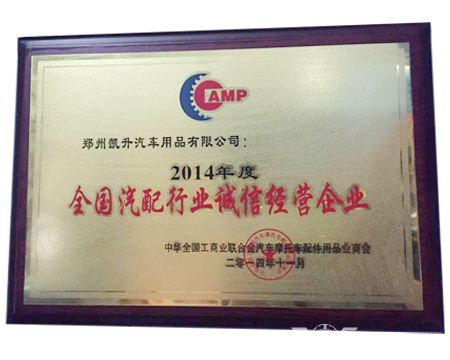 CAMP
郑州凯升汽车用品有限公司：
2014年度
全国汽配行业诚信经营企业
中华全国工商业联合会汽车摩托车配件用品业商会
二〇一四年十一月